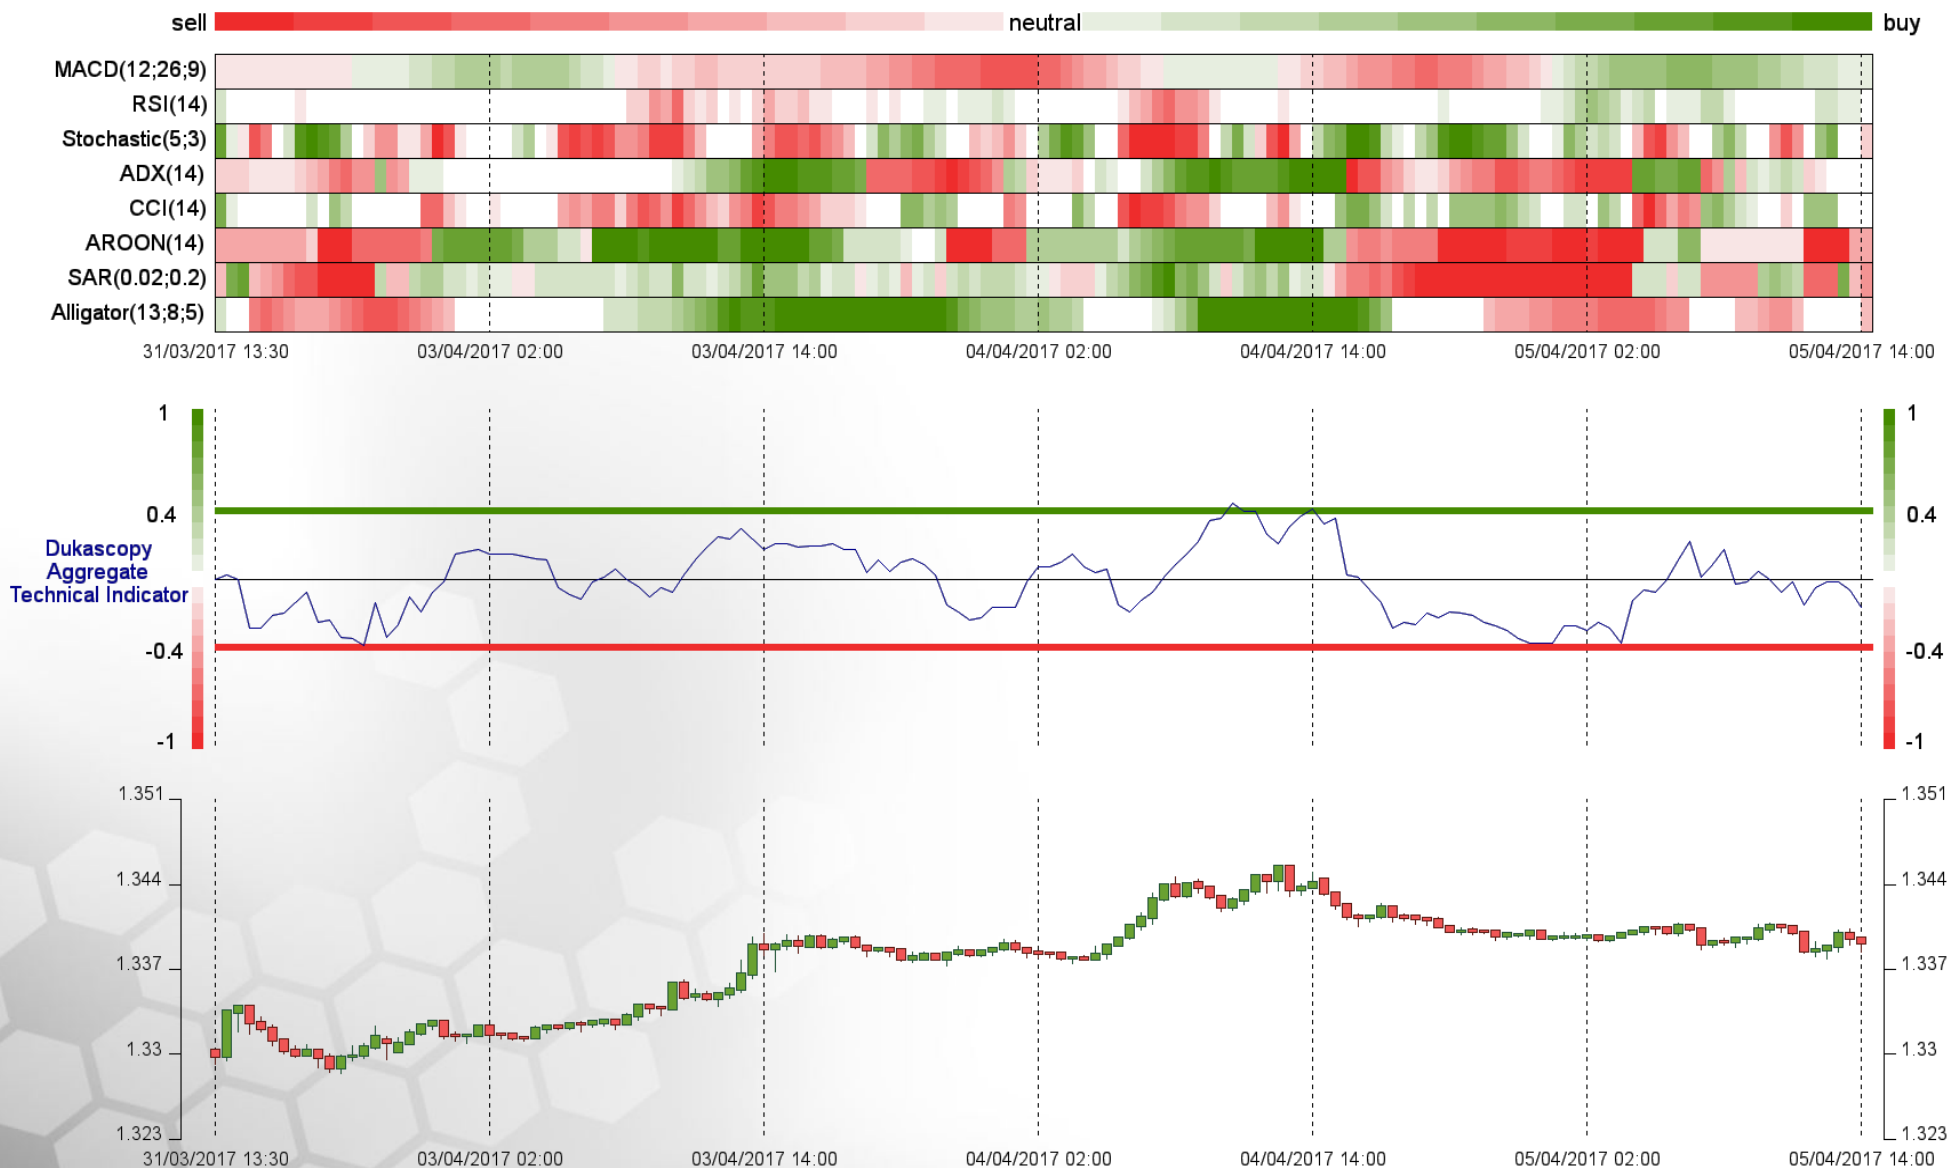 sell neutral buy
MACD(12;26;9)
RSI(14)
Stochastic(5;3)
ADX(14)
CCI(14)
AROON(14)
SAR(0.02;0.2)
Alligator(13;8;5)
31/03/2017 13:30 03/04/2017 02:00 03/04/2017 14:00 04/04/2017 02:00 04/04/2017 14:00 05/04/2017 02:00 05/04/2017 14:00
1 1
0.4 0.4
Dukascopy
Aggregate
Technical Indicator
-0.4 -0.4
-1 -1
1.351 1.351
1.344 1.344
1.337 1.337
1.33 1.33
1.323 1.323
31/03/2017 13:30 03/04/2017 02:00 03/04/2017 14:00 04/04/2017 02:00 04/04/2017 14:00 05/04/2017 02:00 05/04/2017 14:00